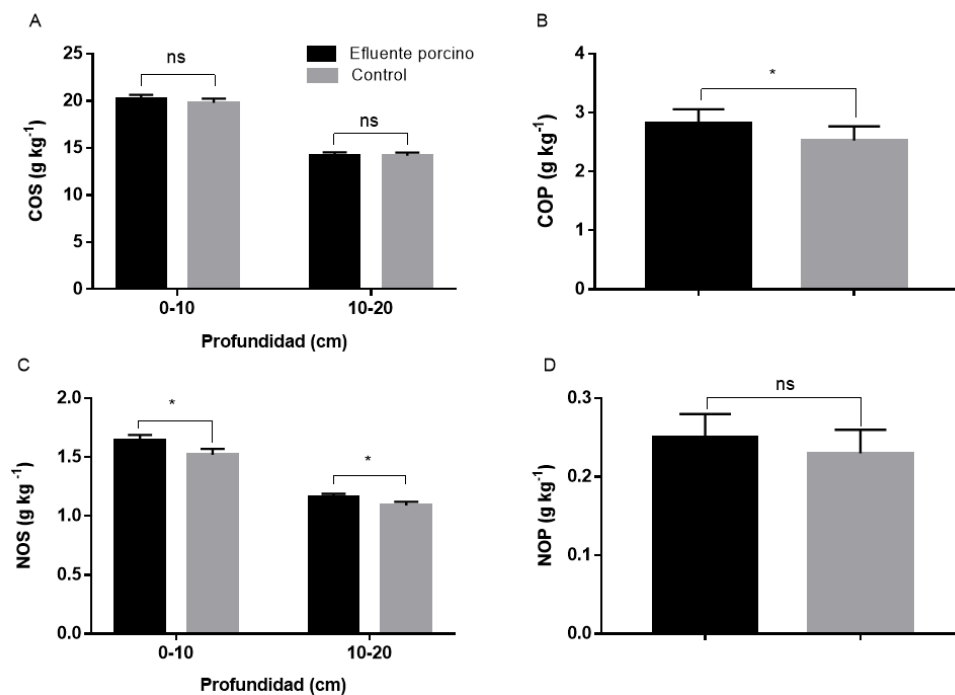 A
COS (g kg⁻¹)
25
20
15
10
5
0
ns
ns
Efluente porcino
Control
0-10
10-20
Profundidad (cm)
B
COP (g kg⁻¹)
4
3
2
1
0
*
C
NOS (g kg⁻¹)
2.0
1.5
1.0
0.5
0.0
*
*
0-10
10-20
Profundidad (cm)
D
NOP (g kg⁻¹)
0.3
0.2
0.1
0.0
ns